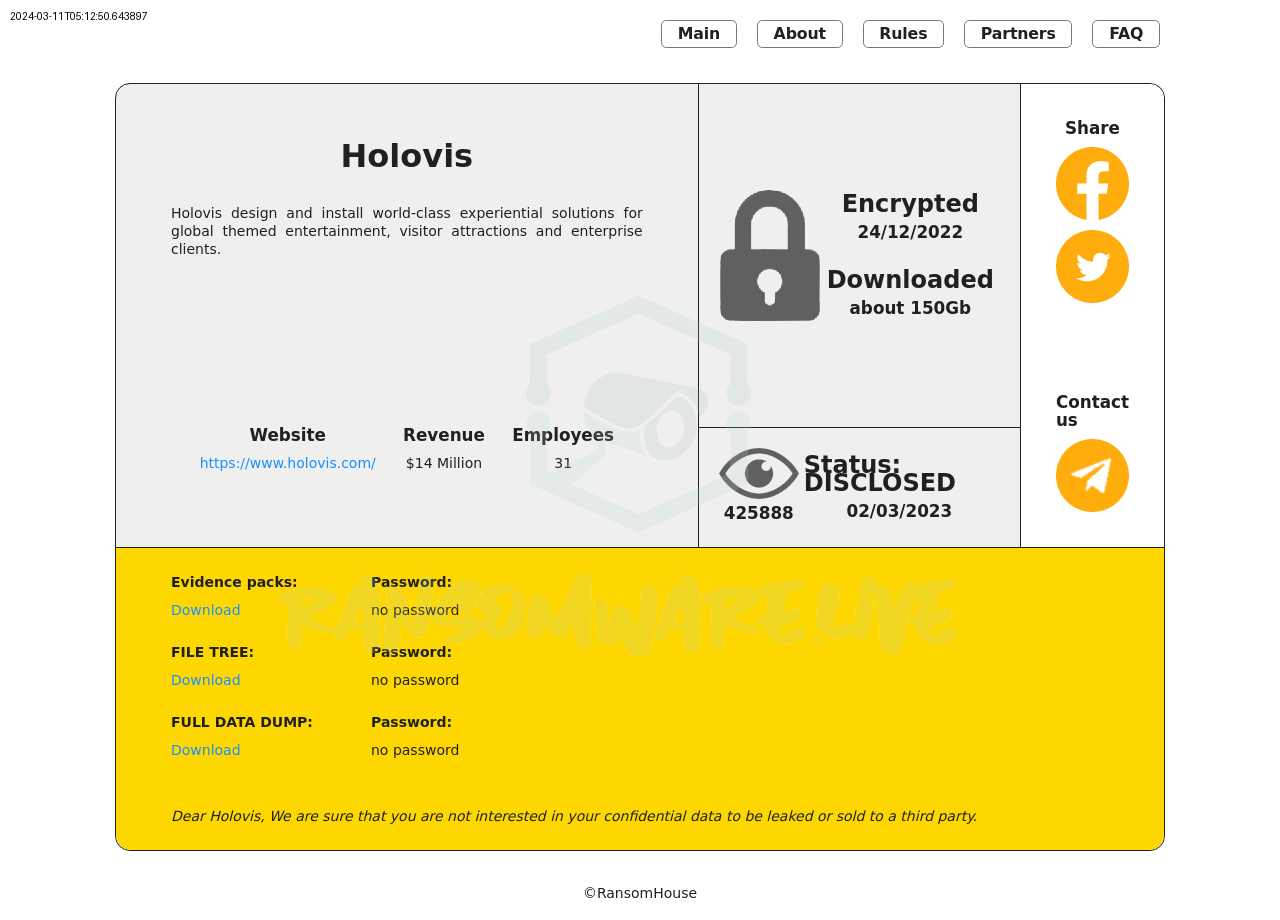 2024-03-11T05:12:50.643897
Main
About
Rules
Partners
FAQ
Holovis
Holovis design and install world-class experiential solutions for
global themed entertainment, visitor attractions and enterprise
clients.
Website
Revenue
Employees
https://www.holovis.com/
$14 Million
31
Encrypted
24/12/2022
Downloaded
about 150Gb
Status:
DISCLOSED
425888
02/03/2023
Share
Contact
us
Evidence packs:
Password:
Download
no password
RANSOMWARE.LIVE
FILE TREE:
Password:
Download
no password
FULL DATA DUMP:
Password:
Download
no password
Dear Holovis, We are sure that you are not interested in your confidential data to be leaked or sold to a third party.
©RansomHouse